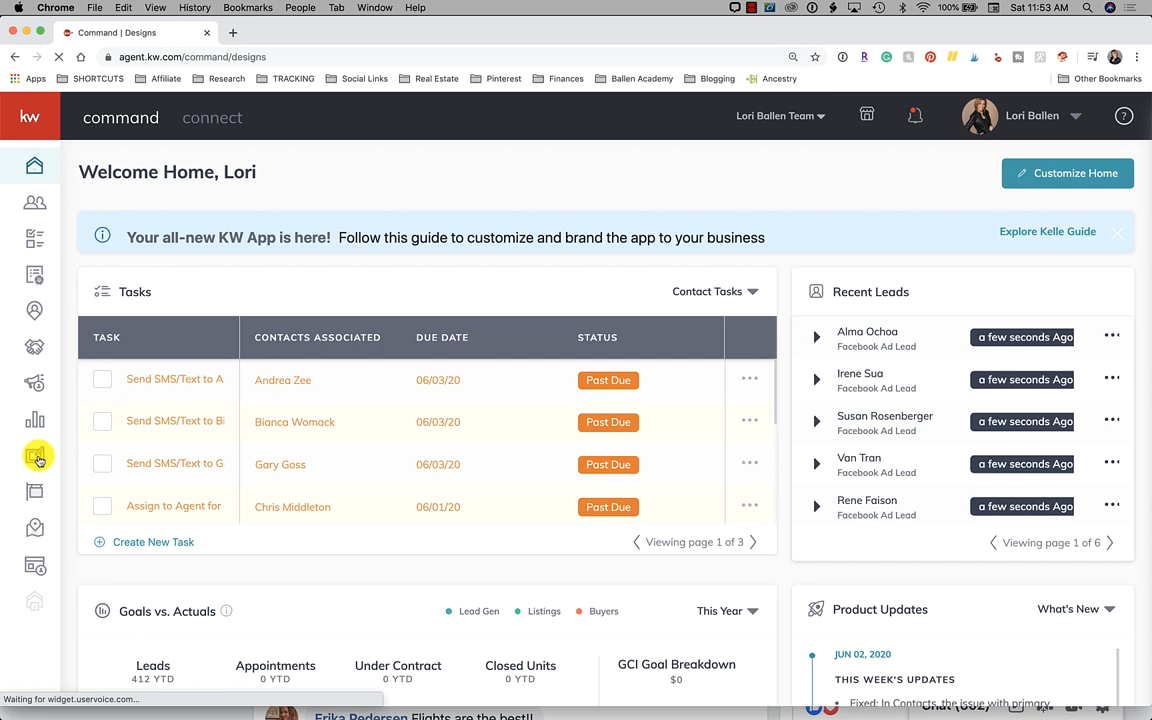 Chrome File Edit View History Bookmarks People Tab Window Help
100% Sat 11:53 AM
Command | Designs
agent.kw.com/command/designs
Apps SHORTCUTS Affiliate Research TRACKING Social Links Real Estate Pinterest Finances Ballen Academy Blogging Ancestry Other Bookmarks
kw command connect Lori Ballen Team Lori Ballen ?
Welcome Home, Lori
Customize Home
Your all-new KW App is here! Follow this guide to customize and brand the app to your business Explore Kelle Guide
Tasks Contact Tasks
TASK CONTACTS ASSOCIATED DUE DATE STATUS
Send SMS/Text to A Andrea Zee 06/03/20 Past Due
Send SMS/Text to Bi Bianca Womack 06/03/20 Past Due
Send SMS/Text to G Gary Goss 06/03/20 Past Due
Assign to Agent for Chris Middleton 06/01/20 Past Due
Create New Task Viewing page 1 of 3
Recent Leads
Alma Ochoa
Facebook Ad Lead
a few seconds Ago
Irene Sua
Facebook Ad Lead
a few seconds Ago
Susan Rosenberger
Facebook Ad Lead
a few seconds Ago
Van Tran
Facebook Ad Lead
a few seconds Ago
Rene Faison
Facebook Ad Lead
a few seconds Ago
Viewing page 1 of 6
Goals vs. Actuals Lead Gen Listings Buyers This Year
Leads Appointments Under Contract Closed Units GCI Goal Breakdown
412 YTD 0 YTD 0 YTD 0 YTD $0
Product Updates What's New
JUN 02, 2020
THIS WEEK'S UPDATES
Fixed: In Contacts, the issue with primary
Waiting for widget.uservoice.com...
Erika Pedersen Flights are the best!!